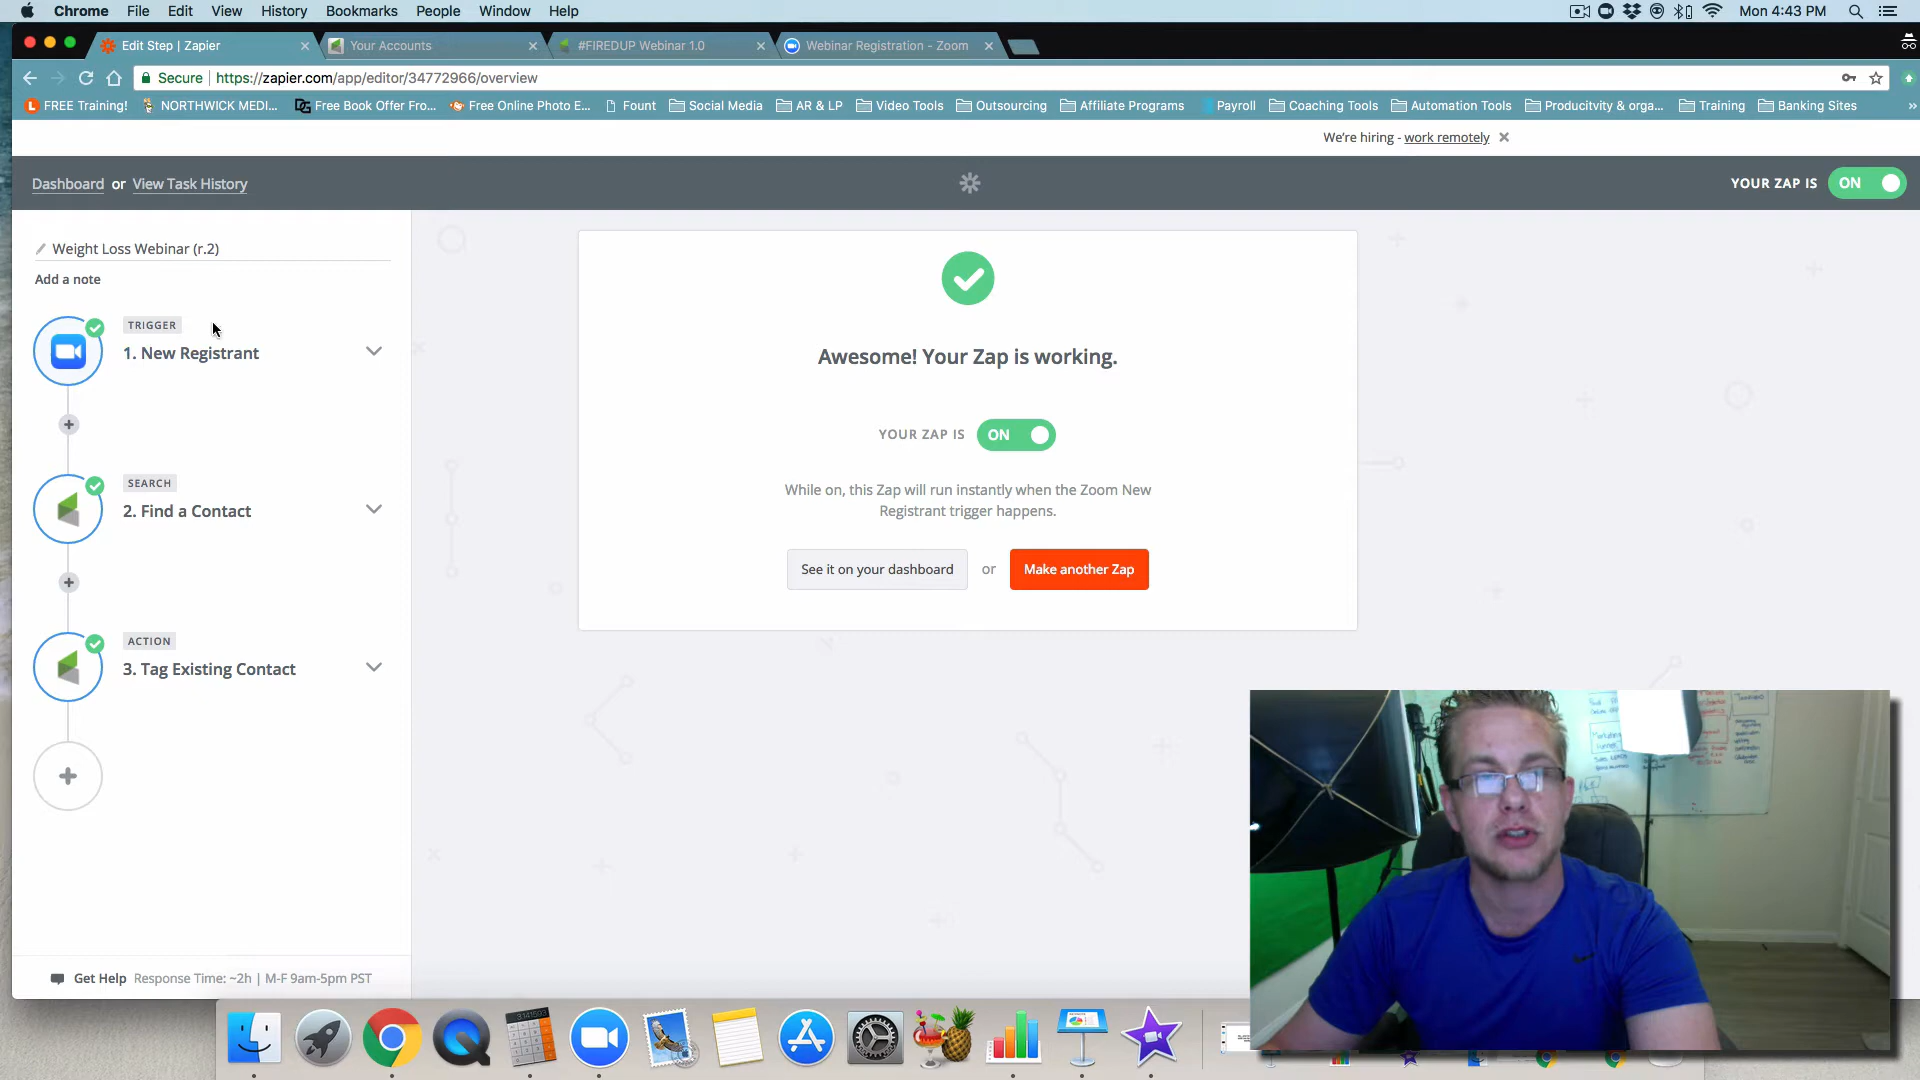 Chrome File Edit View History Bookmarks People Window Help Mon 4:43 PM
Edit Step | Zapier Your Accounts #FIREDUP Webinar 1.0 Webinar Registration - Zoom
Secure https://zapier.com/app/editor/34772966/overview
FREE Training! NORTHWICK MEDI... Free Book Offer Fro... Free Online Photo E... Fount Social Media AR & LP Video Tools Outsourcing Affiliate Programs Payroll Coaching Tools Automation Tools Producitvity & orga... Training Banking Sites »
We're hiring - work remotely
Dashboard or View Task History YOUR ZAP IS ON
Weight Loss Webinar (r.2)
Add a note
TRIGGER
1. New Registrant
SEARCH
2. Find a Contact
ACTION
3. Tag Existing Contact
Awesome! Your Zap is working.
YOUR ZAP IS ON
While on, this Zap will run instantly when the Zoom New
Registrant trigger happens.
See it on your dashboard or Make another Zap
Get Help Response Time: ~2h | M-F 9am-5pm PST